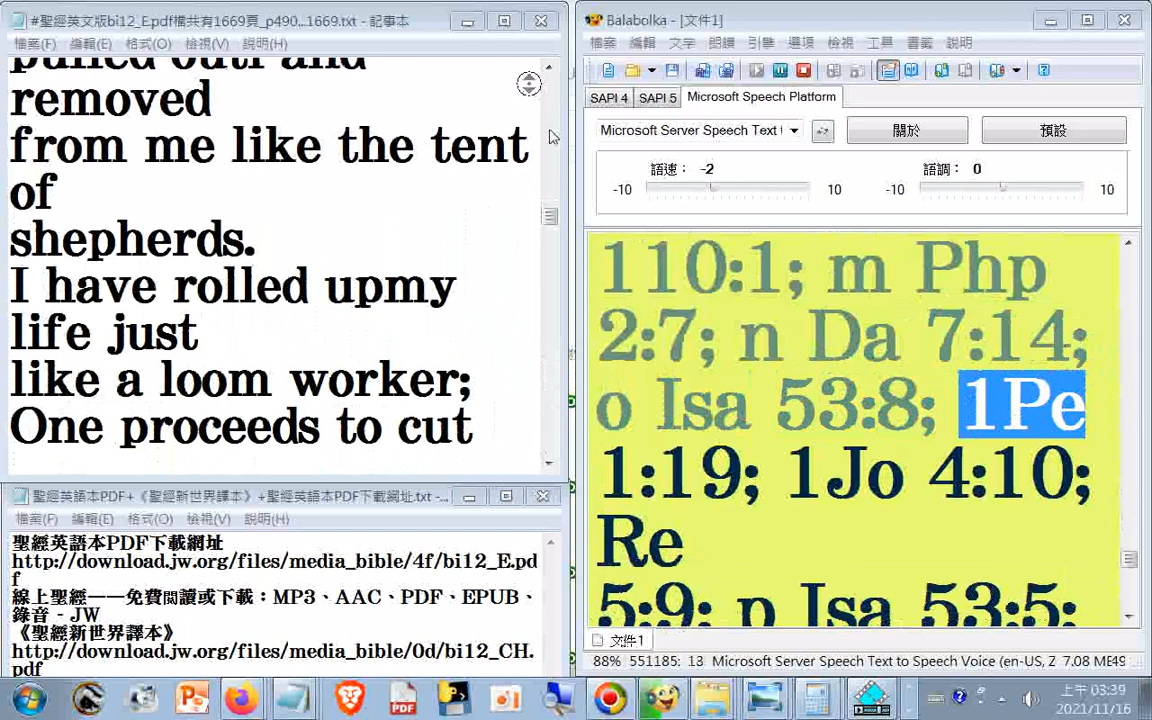 #聖經英文版bi12_E.pdf檔共有1669頁_p490...1669.txt - 記事本
檔案(F) 編輯(E) 格式(O) 檢視(V) 說明(H)
pulled out and
removed
from me like the tent
of
shepherds.
I have rolled upmy
life just
like a loom worker;
One proceeds to cut
聖經英語本PDF+《聖經新世界譯本》+聖經英語本PDF下載網址.txt -...
檔案(F) 編輯(E) 格式(O) 檢視(V) 說明(H)
聖經英語本PDF下載網址
http://download.jw.org/files/media_bible/4f/bi12_E.pd
f
線上聖經——免費閱讀或下載：MP3、AAC、PDF、EPUB、
錄音 - JW
《聖經新世界譯本》
http://download.jw.org/files/media_bible/0d/bi12_CH.
pdf
Balabolka - [文件1]
檔案 編輯 文字 朗讀 引擎 選項 檢視 工具 書籤 說明
SAPI 4 SAPI 5 Microsoft Speech Platform
Microsoft Server Speech Text 關於 預設
語速： -2 語調： 0
-10 10 -10 10
110:1; m Php
2:7; n Da 7:14;
o Isa 53:8; 1Pe
1:19; 1Jo 4:10;
Re
5:9; p Isa 53:5;
文件1
88% 551185: 13 Microsoft Server Speech Text to Speech Voice (en-US, Z 7.08 ME49
上午 03:39
2021/11/16